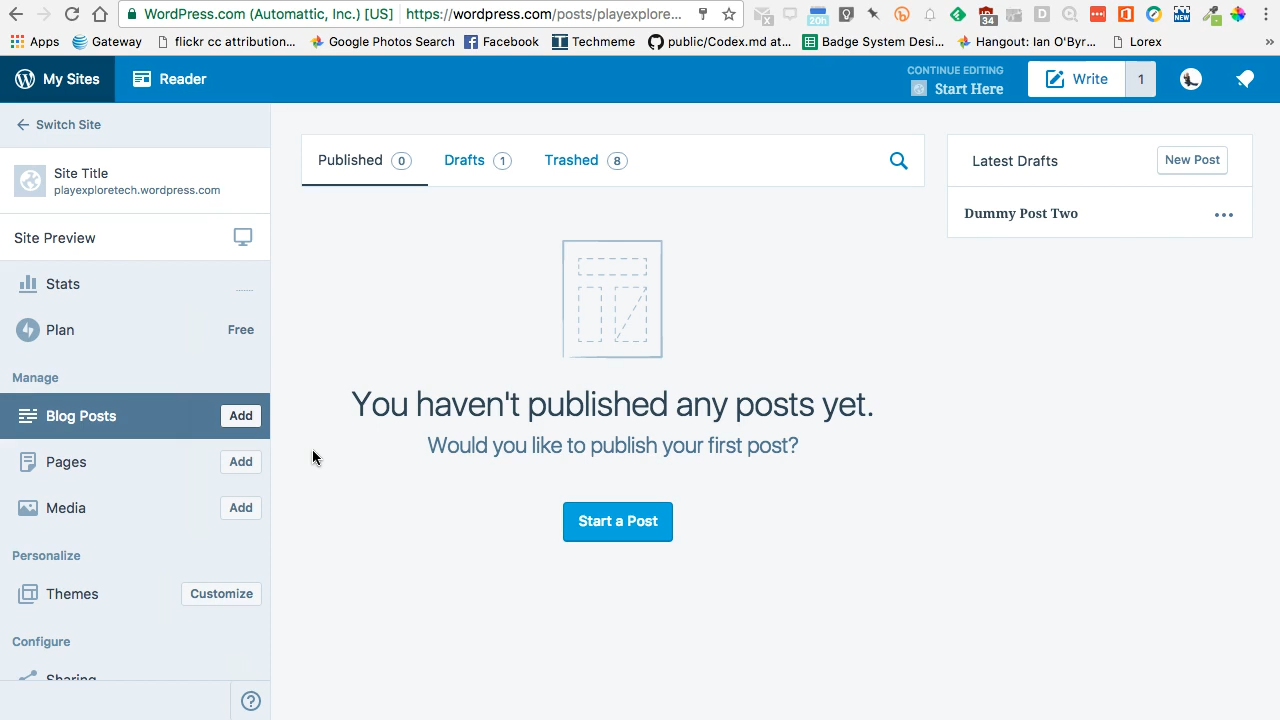 WordPress.com (Automattic, Inc.) [US] https://wordpress.com/posts/playexplore...
20h
34
D
NEW
Apps Gateway flickr cc attribution... Google Photos Search Facebook Techmeme public/Codex.md at... Badge System Desi... Hangout: Ian O'Byr... Lorex »
My Sites Reader
CONTINUE EDITING
Start Here
Write 1
Switch Site
Site Title
playexploretech.wordpress.com
Site Preview
Stats
Plan Free
Manage
Blog Posts Add
Pages Add
Media Add
Personalize
Themes Customize
Configure
Sharing
Published 0 Drafts 1 Trashed 8
You haven't published any posts yet.
Would you like to publish your first post?
Start a Post
Latest Drafts New Post
Dummy Post Two